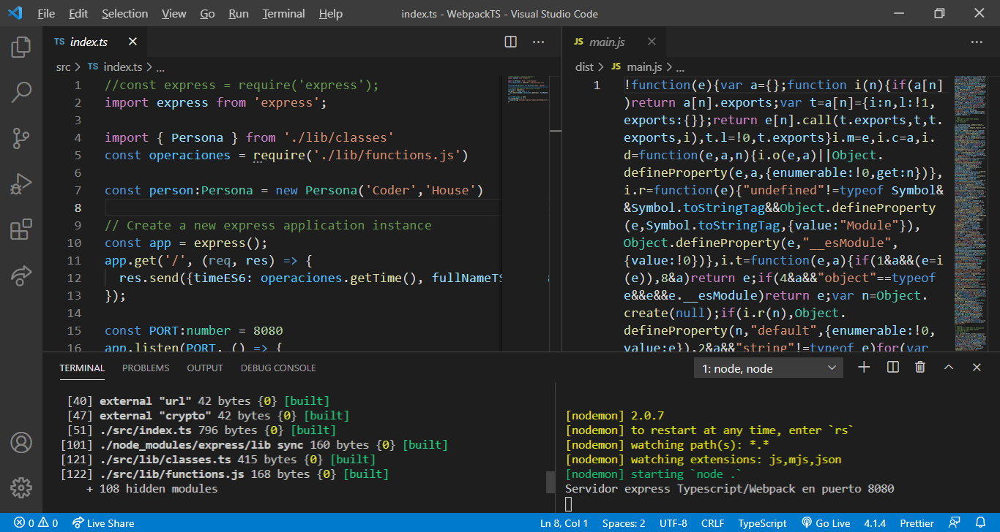 File Edit Selection View Go Run Terminal Help index.ts - WebpackTS - Visual Studio Code
TS index.ts
src > TS index.ts > ...
1 //const express = require('express');
2 import express from 'express';
3
4 import { Persona } from './lib/classes'
5 const operaciones = require('./lib/functions.js')
6
7 const person:Persona = new Persona('Coder','House')
8
9 // Create a new express application instance
10 const app = express();
11 app.get('/', (req, res) => {
12 res.send({timeES6: operaciones.getTime(), fullNameTS
13 });
14
15 const PORT:number = 8080
16 app.listen(PORT, () => {
JS main.js
dist > JS main.js > ...
1 !function(e){var a={};function i(n){if(a[n]
)return a[n].exports;var t=a[n]={i:n,l:!1,
exports:{}};return e[n].call(t.exports,t,t.
exports,i),t.l=!0,t.exports}i.m=e,i.c=a,i.
d=function(e,a,n){i.o(e,a)||Object.
defineProperty(e,a,{enumerable:!0,get:n})},
i.r=function(e){"undefined"!=typeof Symbol&
&Symbol.toStringTag&&Object.defineProperty
(e,Symbol.toStringTag,{value:"Module"}),
Object.defineProperty(e,"__esModule",
{value:!0})},i.t=function(e,a){if(1&a&&(e=i
(e)),8&a)return e;if(4&a&&"object"==typeof
e&&e&&e.__esModule)return e;var n=Object.
create(null);if(i.r(n),Object.
defineProperty(n,"default",{enumerable:!0,
value:e}),2&a&&"string"!=typeof e)for(var
TERMINAL PROBLEMS OUTPUT DEBUG CONSOLE 1: node, node
[40] external "url" 42 bytes {0} [built]
[47] external "crypto" 42 bytes {0} [built]
[51] ./src/index.ts 796 bytes {0} [built]
[101] ./node_modules/express/lib sync 160 bytes {0} [built]
[121] ./src/lib/classes.ts 415 bytes {0} [built]
[122] ./src/lib/functions.js 168 bytes {0} [built]
+ 108 hidden modules
[nodemon] 2.0.7
[nodemon] to restart at any time, enter `rs`
[nodemon] watching path(s): *.*
[nodemon] watching extensions: js,mjs,json
[nodemon] starting `node .`
Servidor express Typescript/Webpack en puerto 8080
0 0 Live Share Ln 8, Col 1 Spaces: 2 UTF-8 CRLF TypeScript Go Live 4.1.4 Prettier